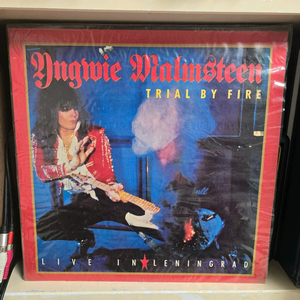 Yngwie Malmsteen
TRIAL BY FIRE
LIVE IN★LENINGRAD